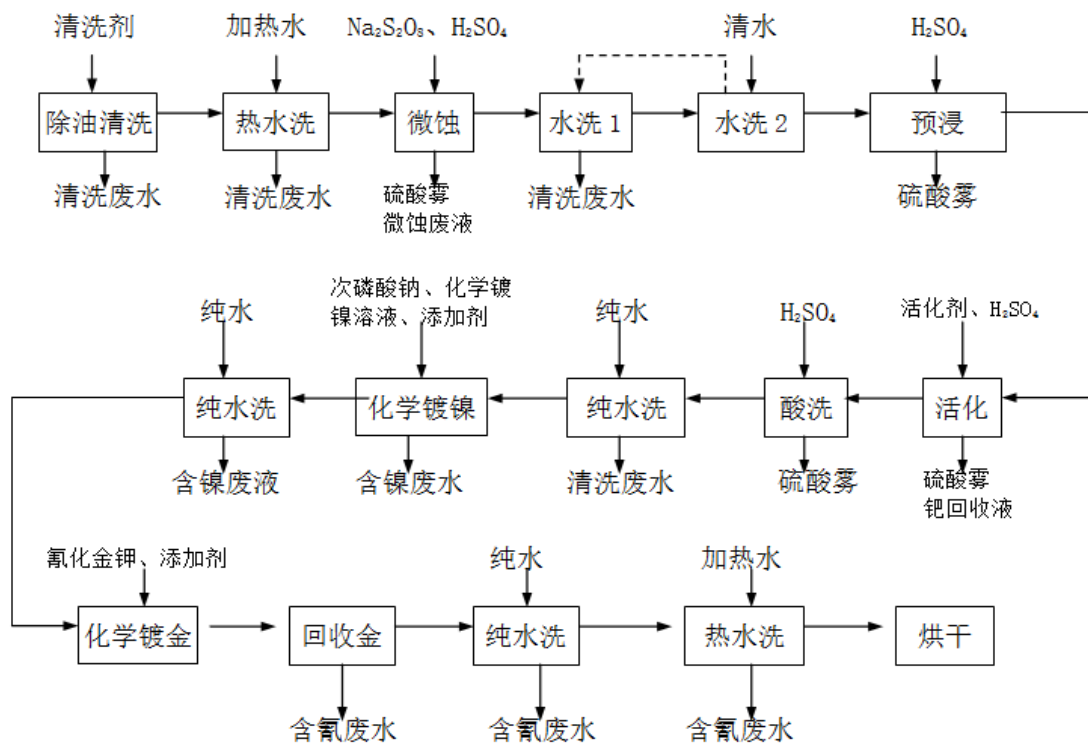 清洗剂
加热水
Na₂S₂O₈、H₂SO₄
清水
H₂SO₄
除油清洗
热水洗
微蚀
水洗1
水洗2
预浸
清洗废水
清洗废水
硫酸雾
微蚀废液
清洗废水
硫酸雾
纯水
次磷酸钠、化学镀
镍溶液、添加剂
纯水
H₂SO₄
活化剂、H₂SO₄
纯水洗
化学镀镍
纯水洗
酸洗
活化
含镍废液
含镍废水
清洗废水
硫酸雾
硫酸雾
钯回收液
氰化金钾、添加剂
纯水
加热水
化学镀金
回收金
纯水洗
热水洗
烘干
含氰废水
含氰废水
含氰废水